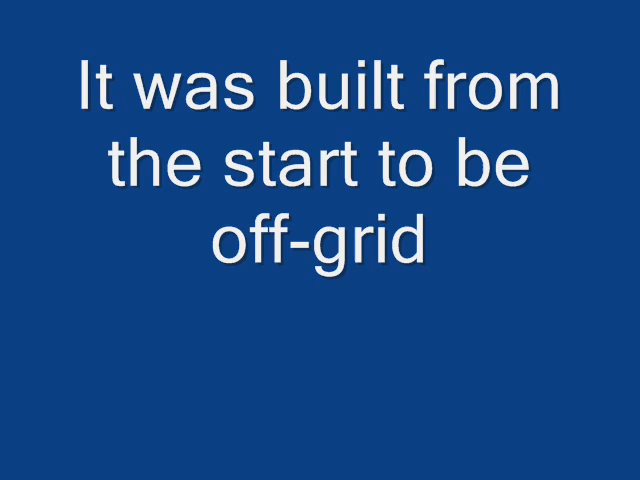 It was built from
the start to be
off-grid